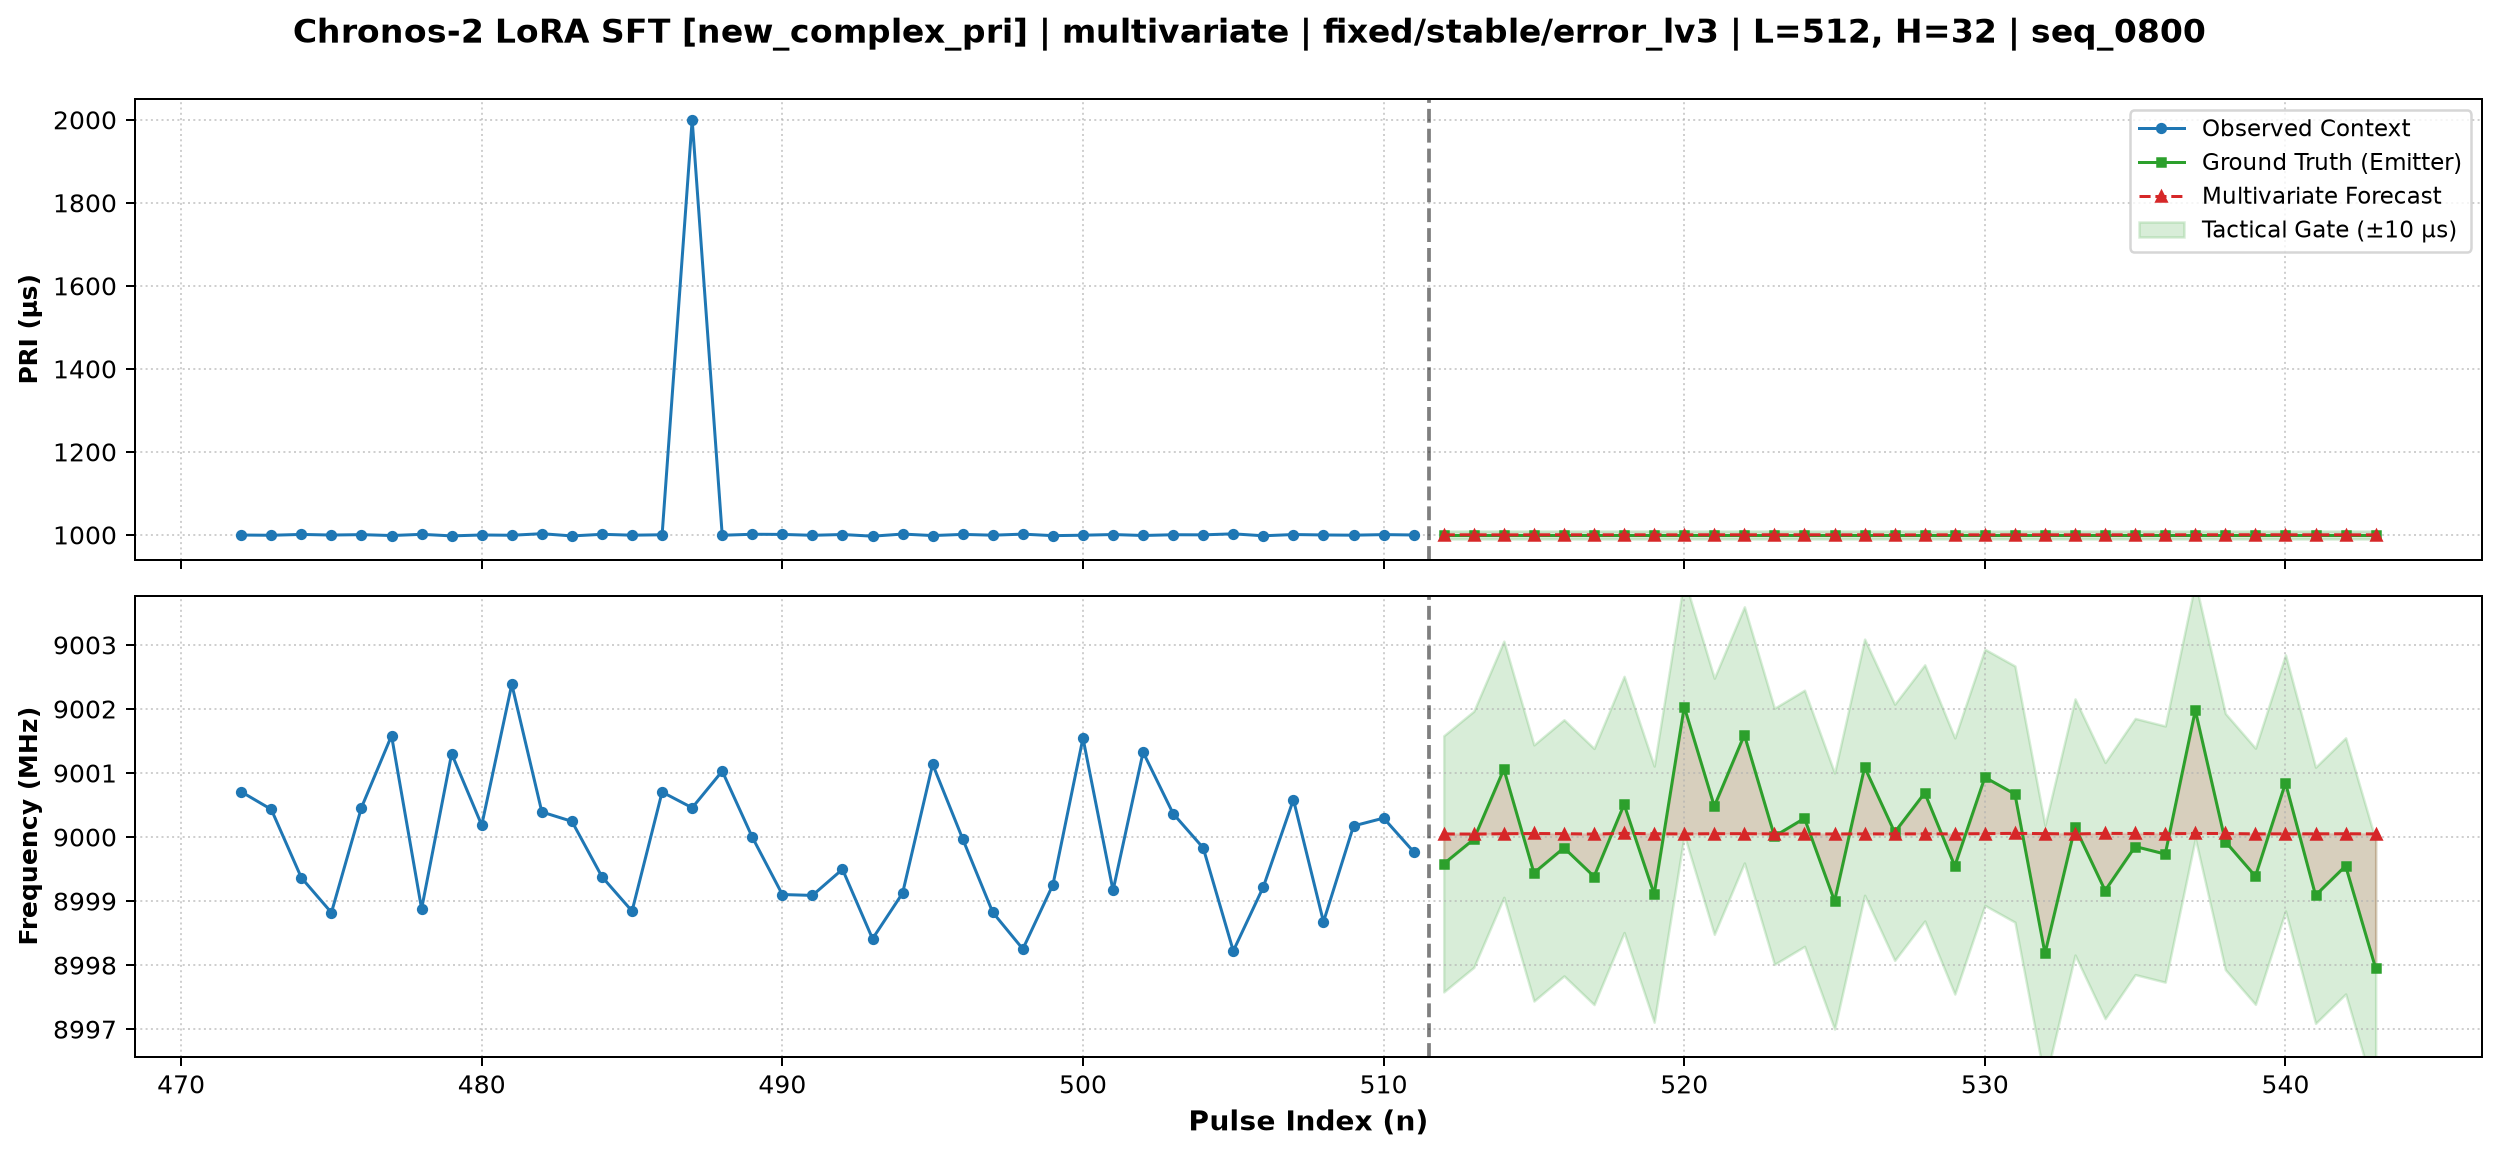 Chronos-2 LoRA SFT [new_complex_pri] | multivariate | fixed/stable/error_lv3 | L=512, H=32 | seq_0800
2000
1800
1600
1400
1200
1000
PRI (µs)
Observed Context
Ground Truth (Emitter)
Multivariate Forecast
Tactical Gate (±10 µs)
9003
9002
9001
9000
8999
8998
8997
Frequency (MHz)
470
480
490
500
510
520
530
540
Pulse Index (n)